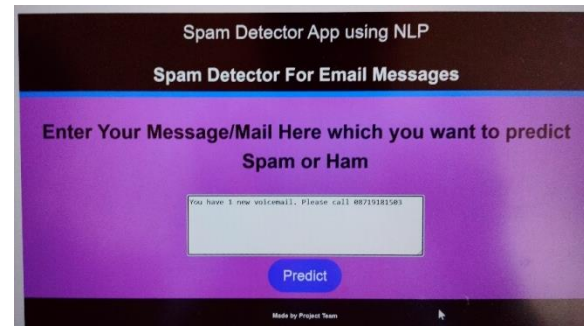 Spam Detector App using NLP
Spam Detector For Email Messages
Enter Your Message/Mail Here which you want to predict
Spam or Ham
You have 1 new voicemail. Please call 08719181503
Predict
Made by Project Team